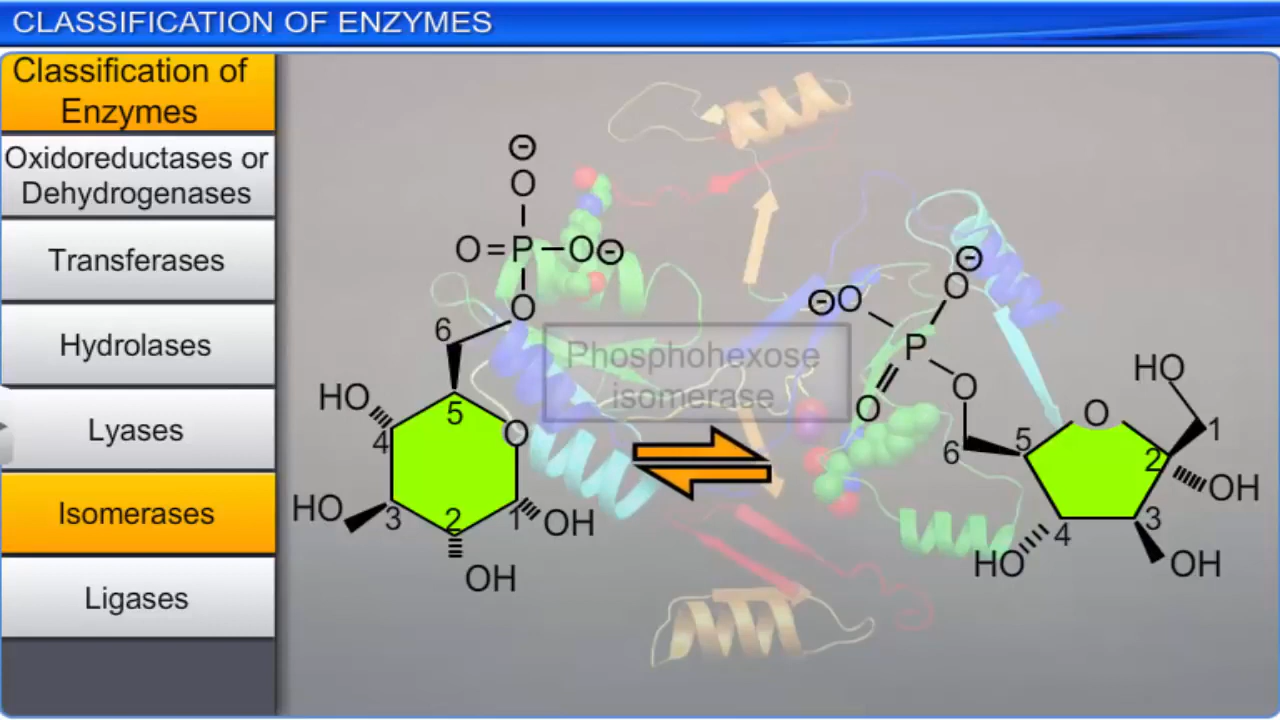 CLASSIFICATION OF ENZYMES
Classification of
Enzymes
Oxidoreductases or
Dehydrogenases
Transferases
Hydrolases
Lyases
Isomerases
Ligases
⊖
O
O=P–O⊖
O
6
HO
5
O
4
HO
3
2
1
OH
OH
Phosphohexose
isomerase
⊖
⊖O
O
P
O
O
6
5
O
HO
1
2
OH
3
4
HO
OH